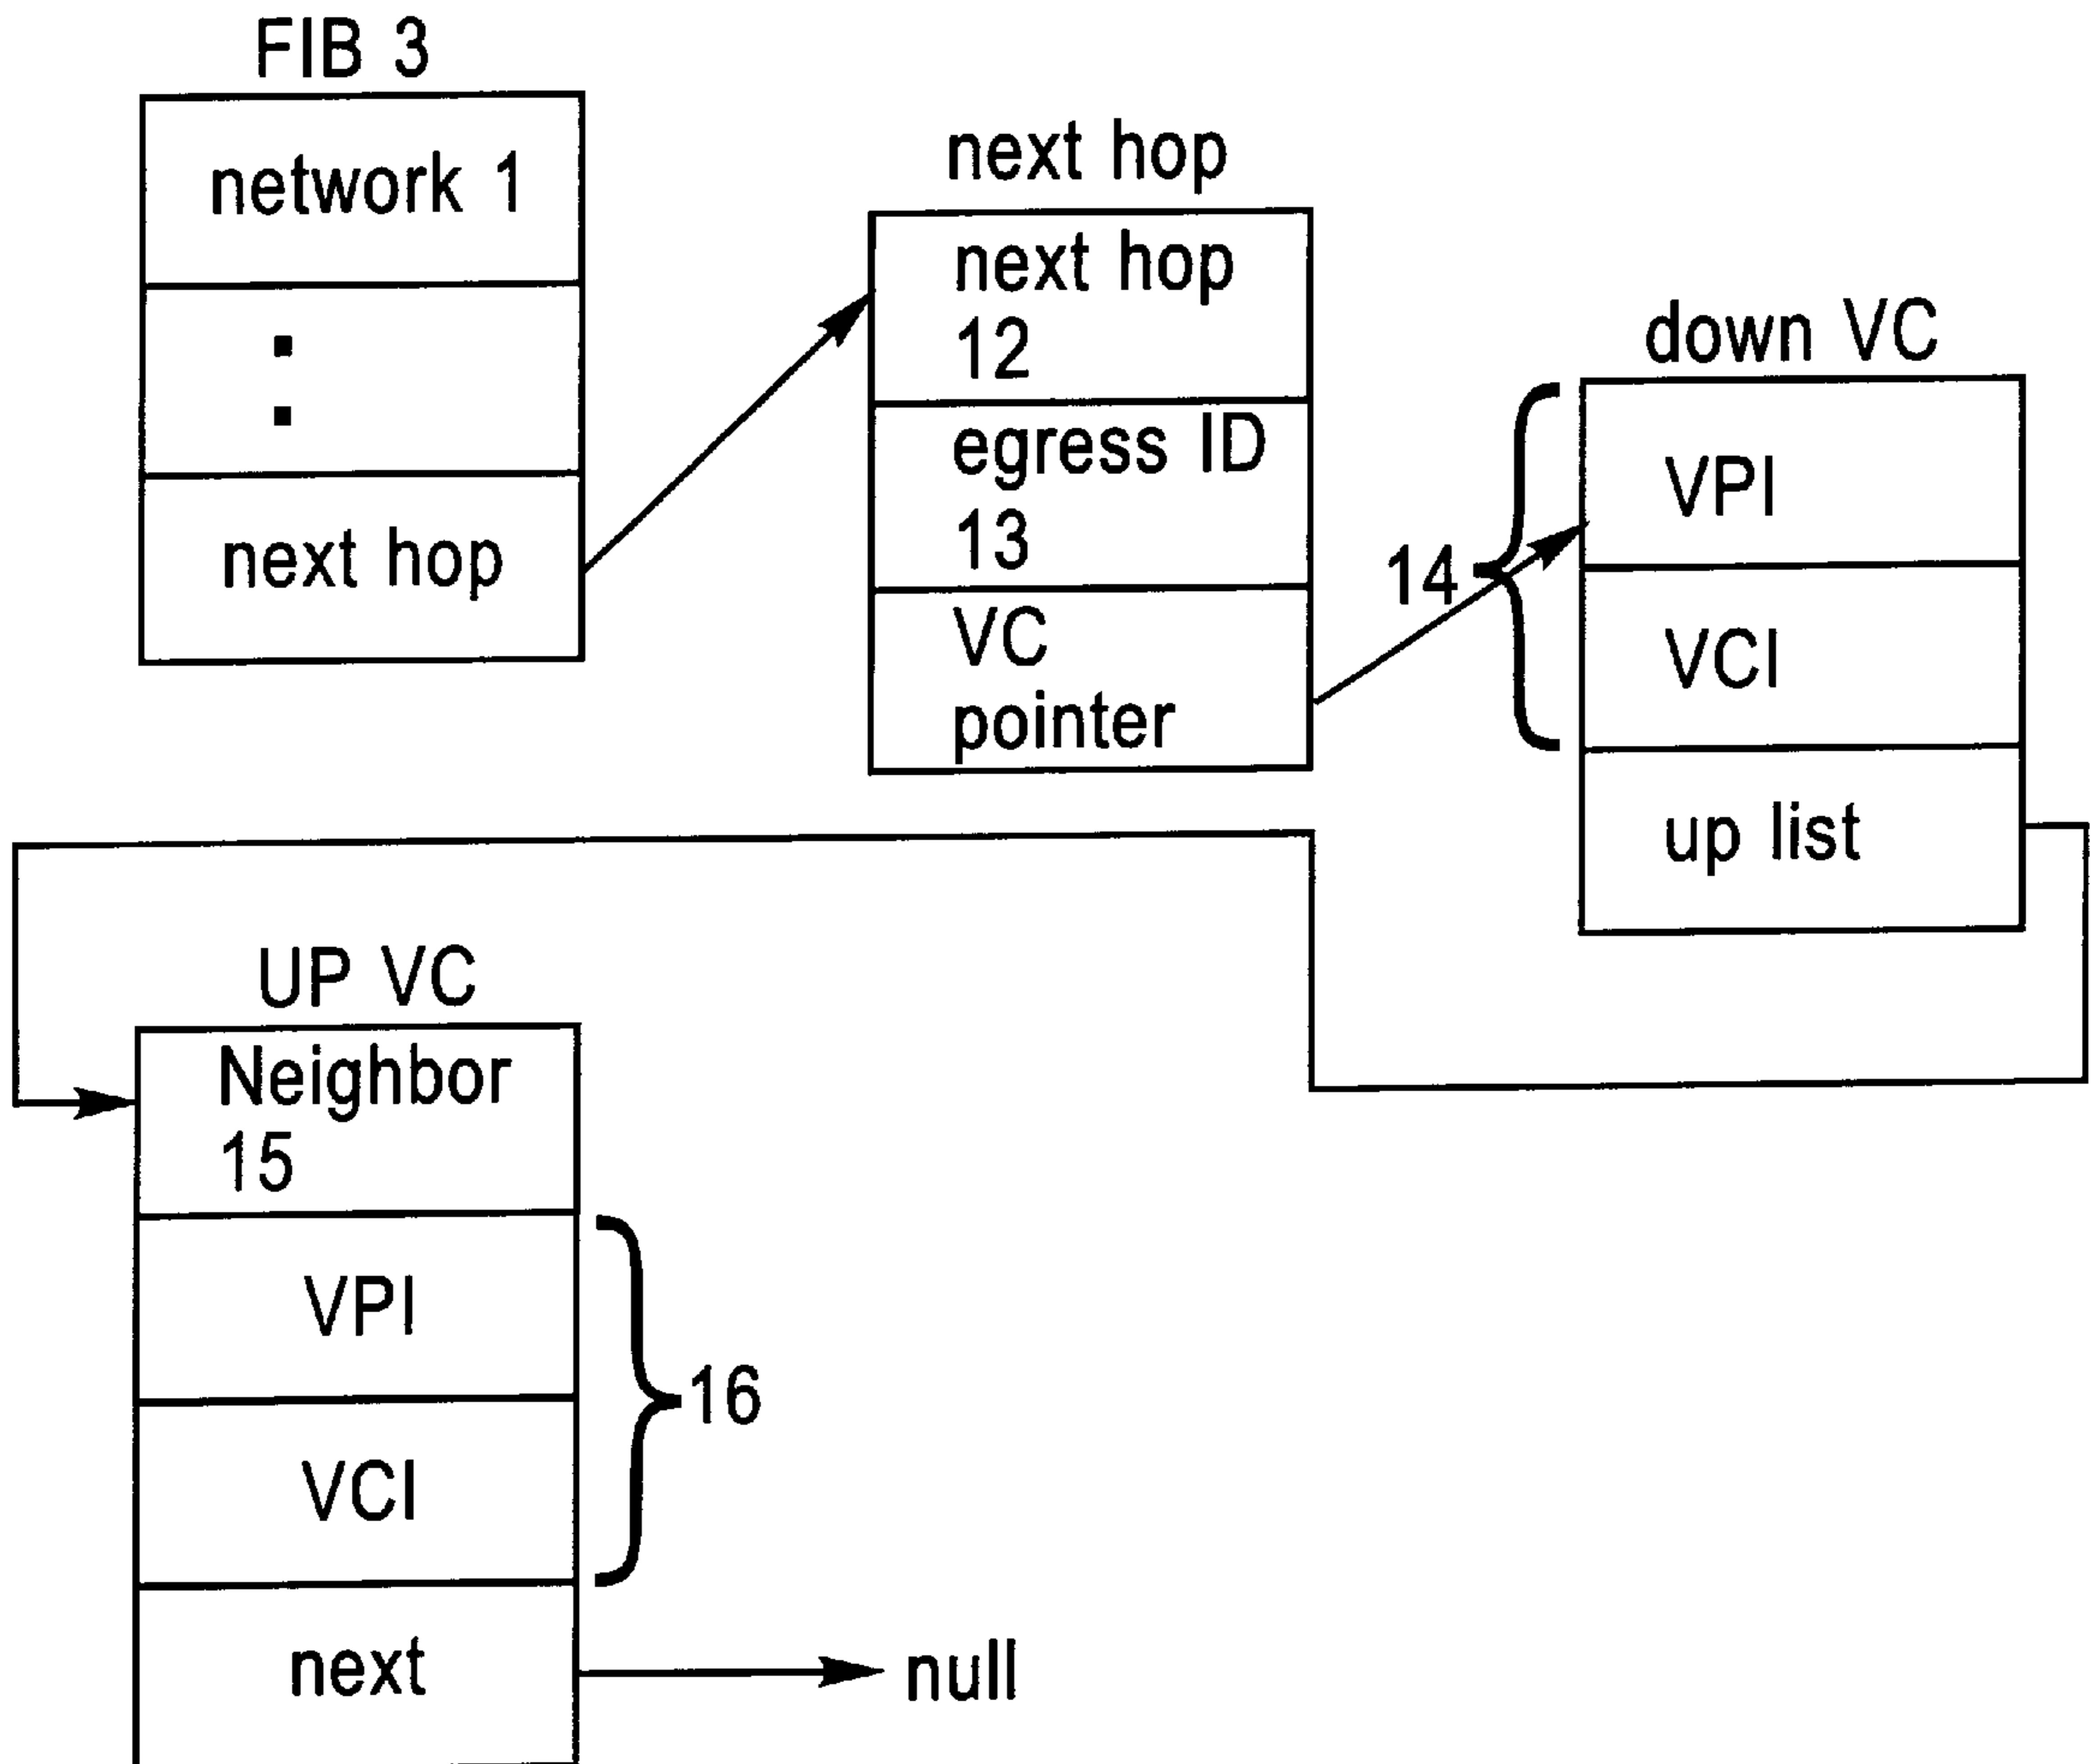 FIB 3
network 1
next hop
next hop
next hop
12
egress ID
13
VC
pointer
down VC
14
VPI
VCI
up list
UP VC
Neighbor
15
VPI
VCI
16
next
null